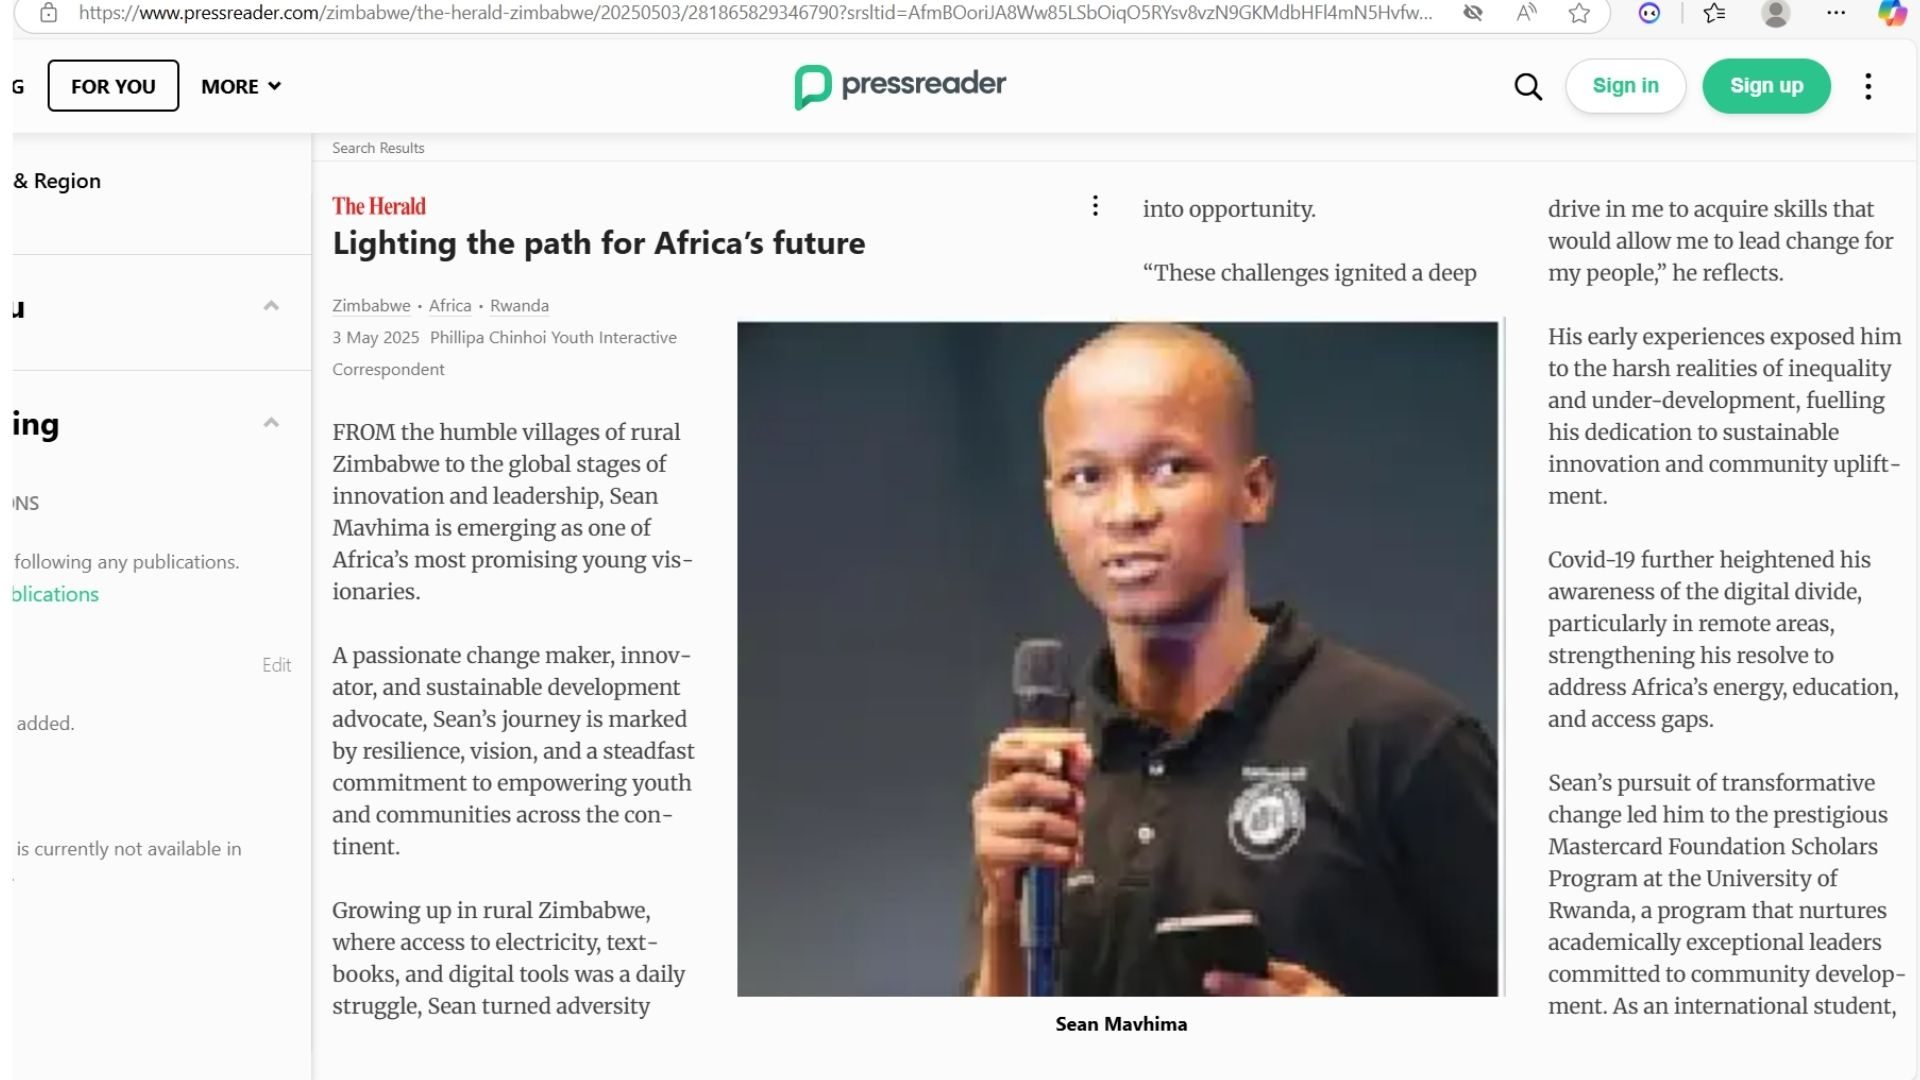 https://www.pressreader.com/zimbabwe/the-herald-zimbabwe/20250503/281865829346790?srsltid=AfmBOoriJA8Ww85LSbOiqO5RYsv8vzN9GKMdbHFl4mN5Hvfw...
G
FOR YOU
MORE
pressreader
Sign in
Sign up
& Region
u
ing
NS
following any publications.
blications
Edit
added.
is currently not available in
Search Results
The Herald
Lighting the path for Africa’s future
Zimbabwe • Africa • Rwanda
3 May 2025 Phillipa Chinhoi Youth Interactive
Correspondent
FROM the humble villages of rural
Zimbabwe to the global stages of
innovation and leadership, Sean
Mavhima is emerging as one of
Africa’s most promising young vis-
ionaries.
A passionate change maker, innov-
ator, and sustainable development
advocate, Sean’s journey is marked
by resilience, vision, and a steadfast
commitment to empowering youth
and communities across the con-
tinent.
Growing up in rural Zimbabwe,
where access to electricity, text-
books, and digital tools was a daily
struggle, Sean turned adversity
into opportunity.
“These challenges ignited a deep
Sean Mavhima
drive in me to acquire skills that
would allow me to lead change for
my people,” he reflects.
His early experiences exposed him
to the harsh realities of inequality
and under-development, fuelling
his dedication to sustainable
innovation and community uplift-
ment.
Covid-19 further heightened his
awareness of the digital divide,
particularly in remote areas,
strengthening his resolve to
address Africa’s energy, education,
and access gaps.
Sean’s pursuit of transformative
change led him to the prestigious
Mastercard Foundation Scholars
Program at the University of
Rwanda, a program that nurtures
academically exceptional leaders
committed to community develop-
ment. As an international student,